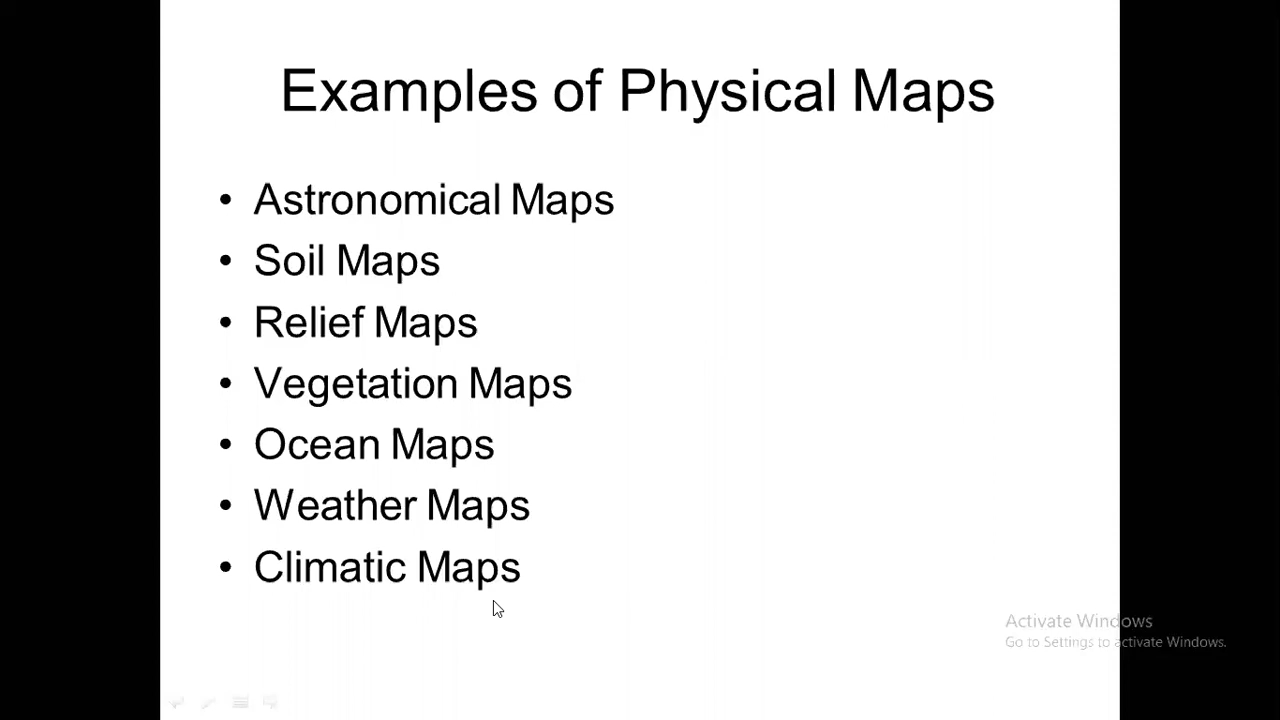 Examples of Physical Maps
• Astronomical Maps
• Soil Maps
• Relief Maps
• Vegetation Maps
• Ocean Maps
• Weather Maps
• Climatic Maps
Activate Windows
Go to Settings to activate Windows.